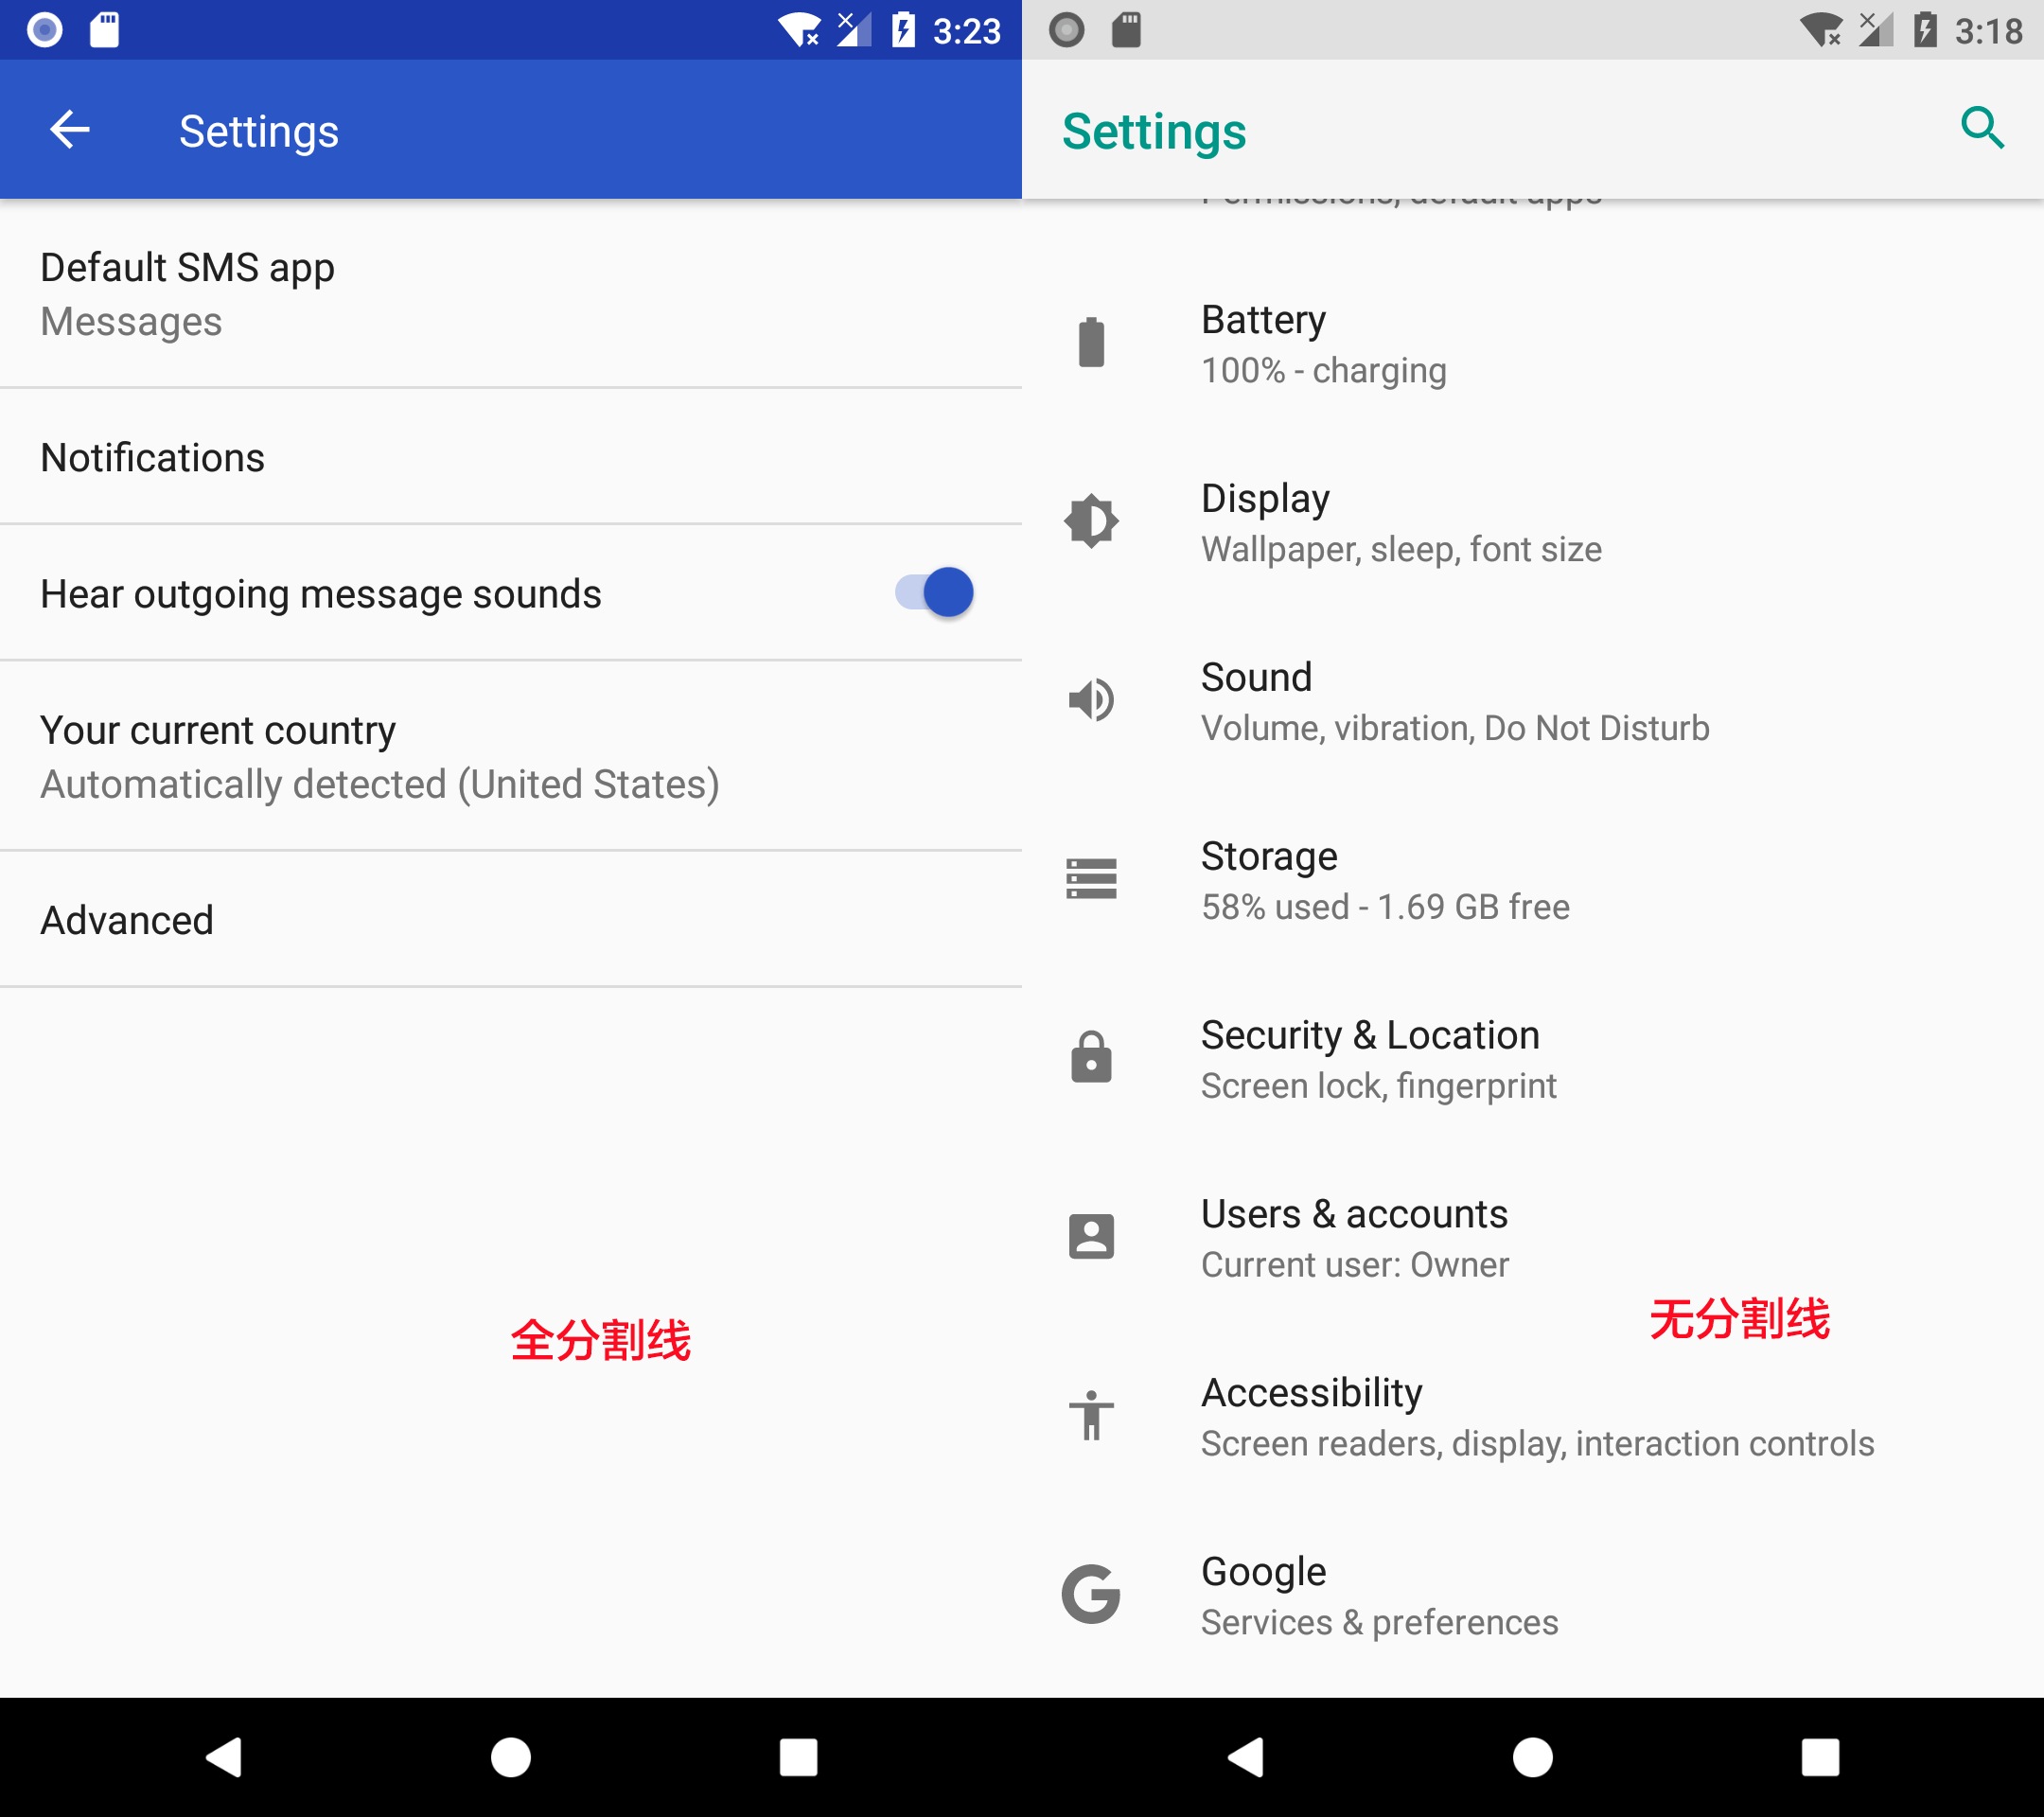 3:23
Settings
Default SMS app
Messages
Notifications
Hear outgoing message sounds
Your current country
Automatically detected (United States)
Advanced
全分割线
3:18
Settings
Permissions, default apps
Battery
100% - charging
Display
Wallpaper, sleep, font size
Sound
Volume, vibration, Do Not Disturb
Storage
58% used - 1.69 GB free
Security & Location
Screen lock, fingerprint
Users & accounts
Current user: Owner
无分割线
Accessibility
Screen readers, display, interaction controls
Google
Services & preferences